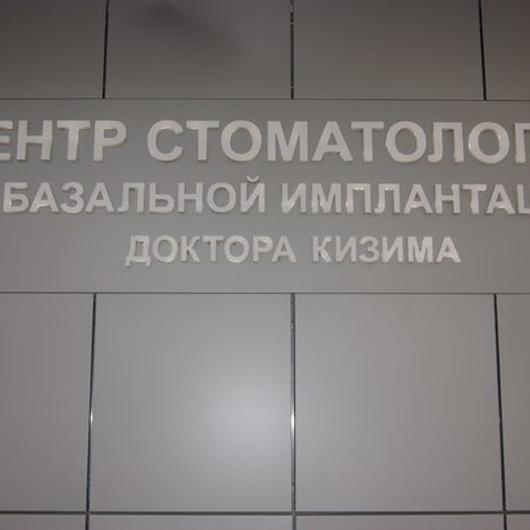 ЕНТР СТОМАТОЛОГ
БАЗАЛЬНОЙ ИМПЛАНТАЦ
ДОКТОРА КИЗИМА